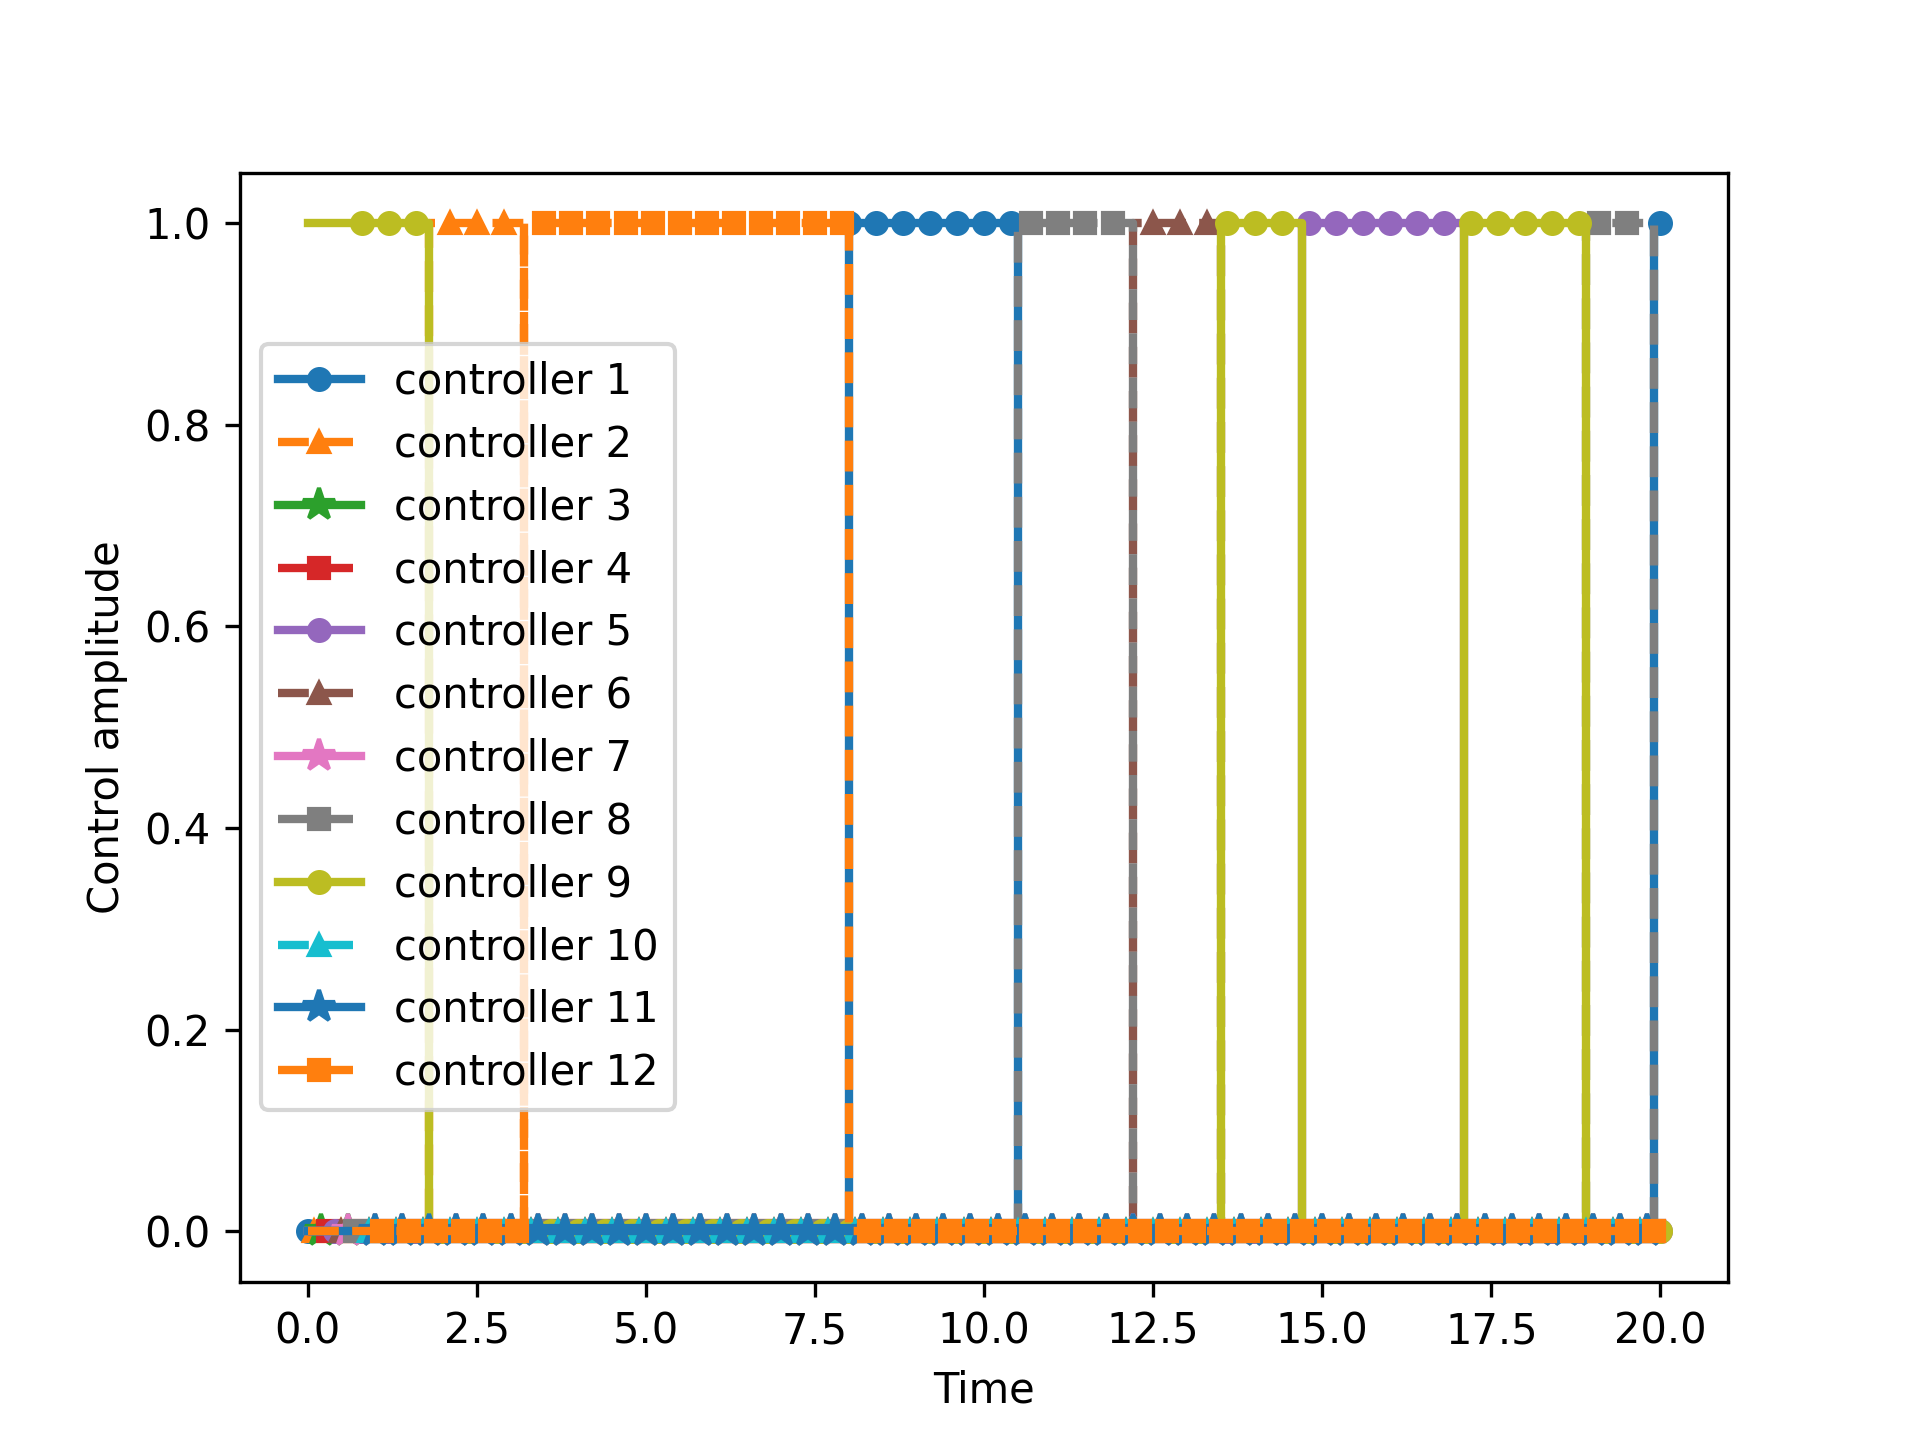 1.0
0.8
0.6
0.4
0.2
0.0
Control amplitude
controller 1
controller 2
controller 3
controller 4
controller 5
controller 6
controller 7
controller 8
controller 9
controller 10
controller 11
controller 12
0.0 2.5 5.0 7.5 10.0 12.5 15.0 17.5 20.0
Time